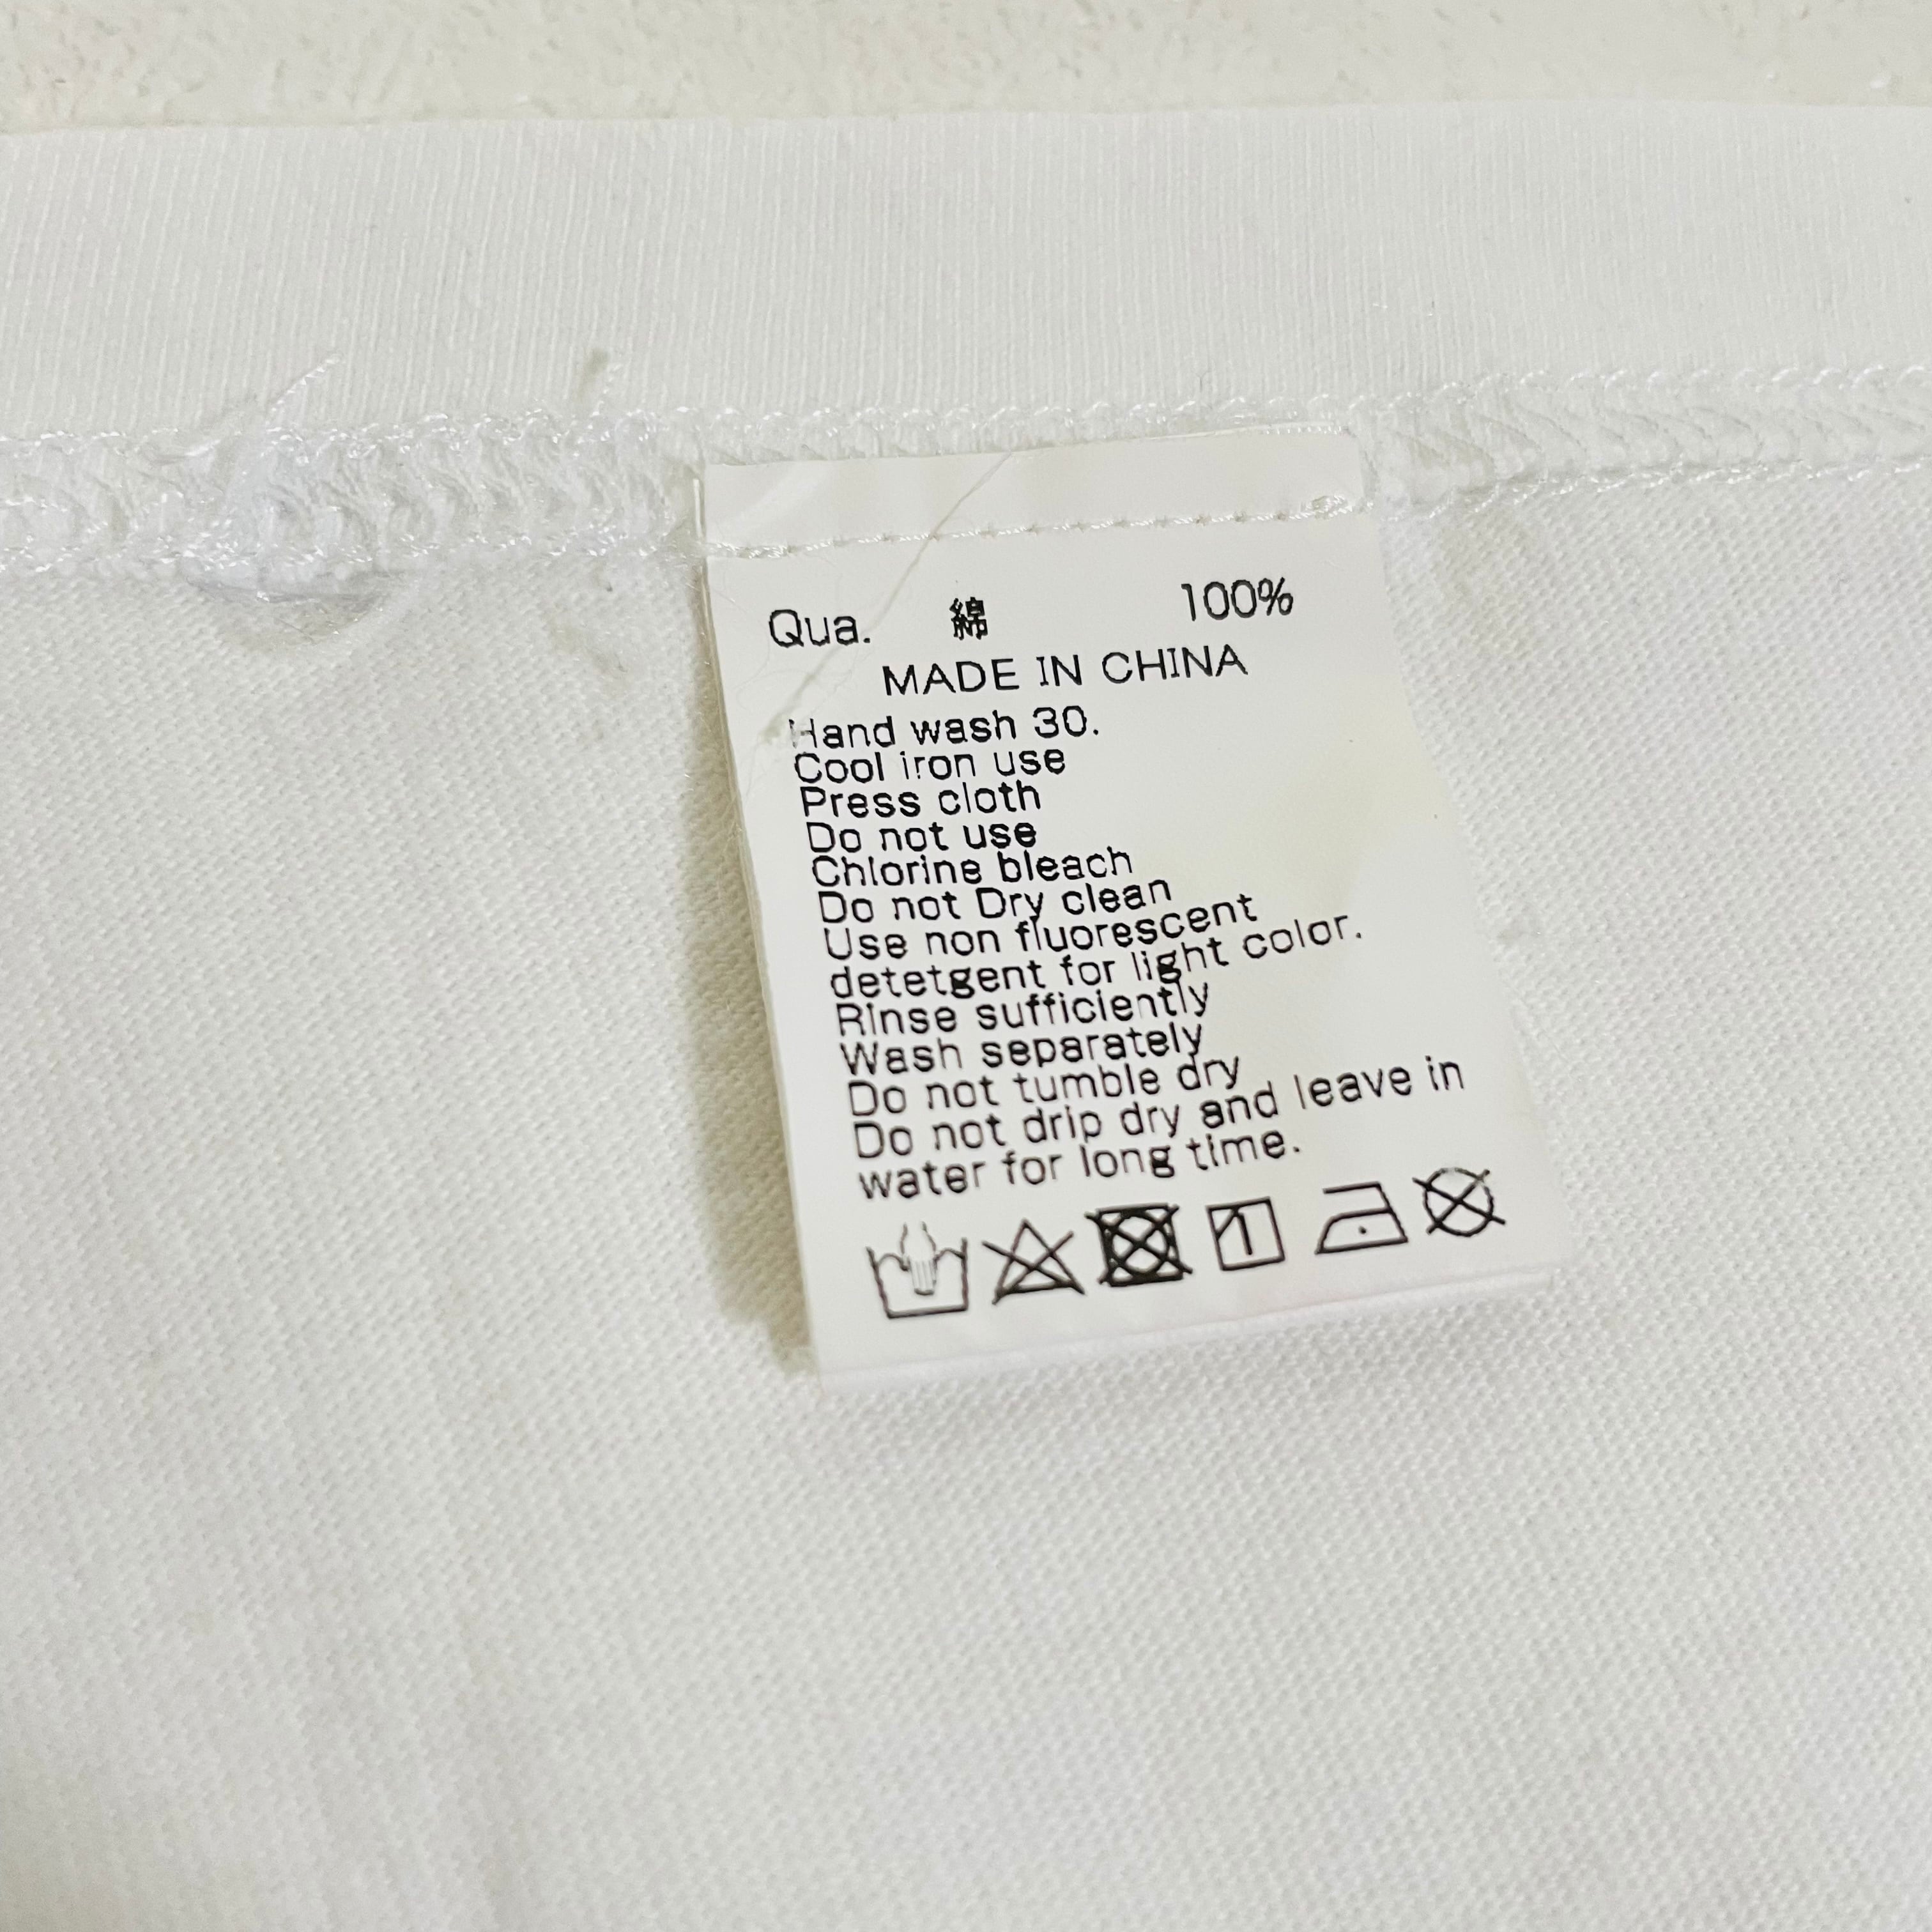 Qua. 綿 100%
MADE IN CHINA
Hand wash 30.
Cool iron use
Press cloth
Do not use
Chlorine bleach
Do not Dry clean
Use non fluorescent
detetgent for light color.
Rinse sufficiently
Wash separately
Do not tumble dry
Do not drip dry and leave in
water for long time.